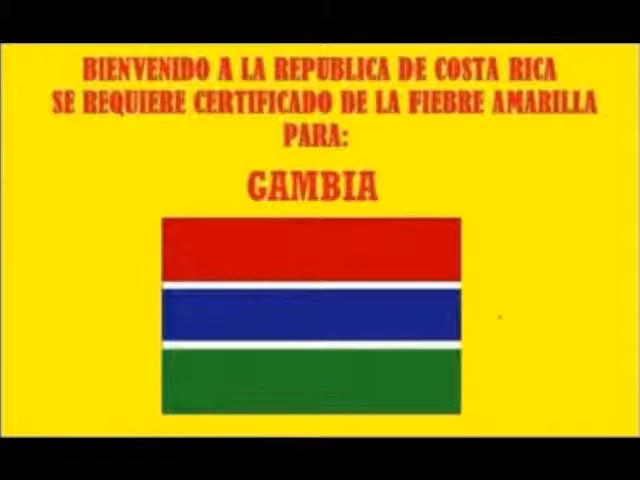 BIENVENIDO A LA REPUBLICA DE COSTA RICA
SE REQUIERE CERTIFICADO DE LA FIEBRE AMARILLA
PARA:
GAMBIA